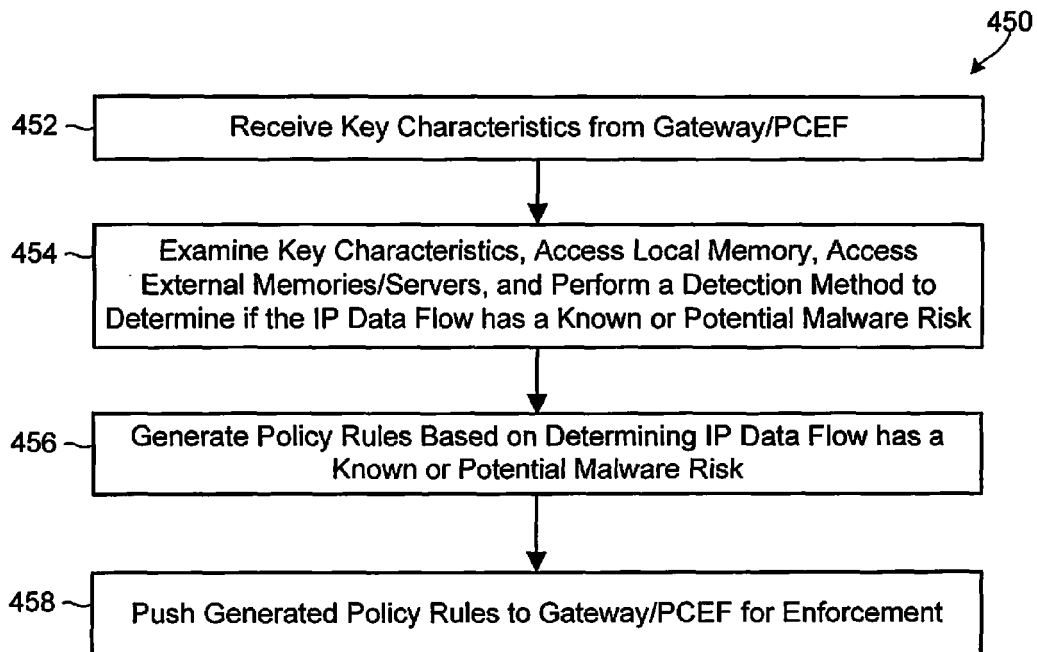 450
452
Receive Key Characteristics from Gateway/PCEF
454
Examine Key Characteristics, Access Local Memory, Access
External Memories/Servers, and Perform a Detection Method to
Determine if the IP Data Flow has a Known or Potential Malware Risk
456
Generate Policy Rules Based on Determining IP Data Flow has a
Known or Potential Malware Risk
458
Push Generated Policy Rules to Gateway/PCEF for Enforcement